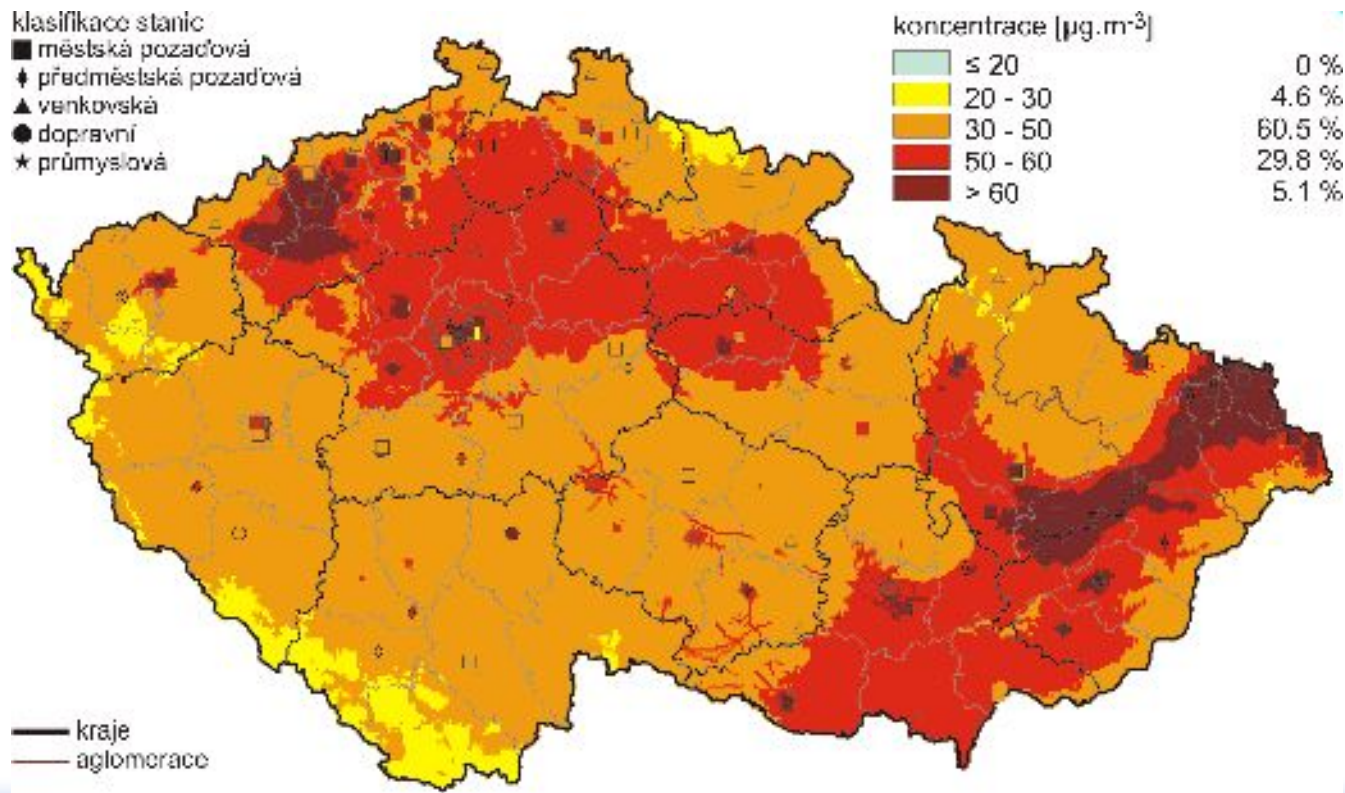 klasifikace stanic
městská pozaďová
předměstská pozaďová
venkovská
dopravní
průmyslová
koncentrace [µg.m⁻³]
≤ 20 0 %
20 - 30 4.6 %
30 - 50 60.5 %
50 - 60 29.8 %
> 60 5.1 %
kraje
aglomerace